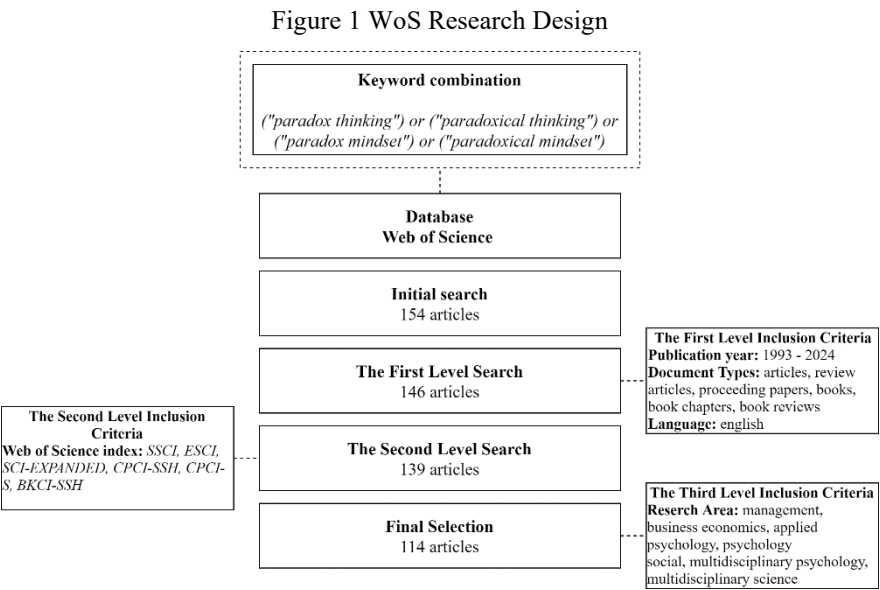 Figure 1 WoS Research Design
Keyword combination
("paradox thinking") or ("paradoxical thinking") or
("paradox mindset") or ("paradoxical mindset")
Database
Web of Science
Initial search
154 articles
The First Level Search
146 articles
The First Level Inclusion Criteria
Publication year: 1993 - 2024
Document Types: articles, review
articles, proceeding papers, books,
book chapters, book reviews
Language: english
The Second Level Inclusion
Criteria
Web of Science index: SSCI, ESCI,
SCI-EXPANDED, CPCI-SSH, CPCI-
S, BKCI-SSH
The Second Level Search
139 articles
Final Selection
114 articles
The Third Level Inclusion Criteria
Reserch Area: management,
business economics, applied
psychology, psychology
social, multidisciplinary psychology,
multidisciplinary science